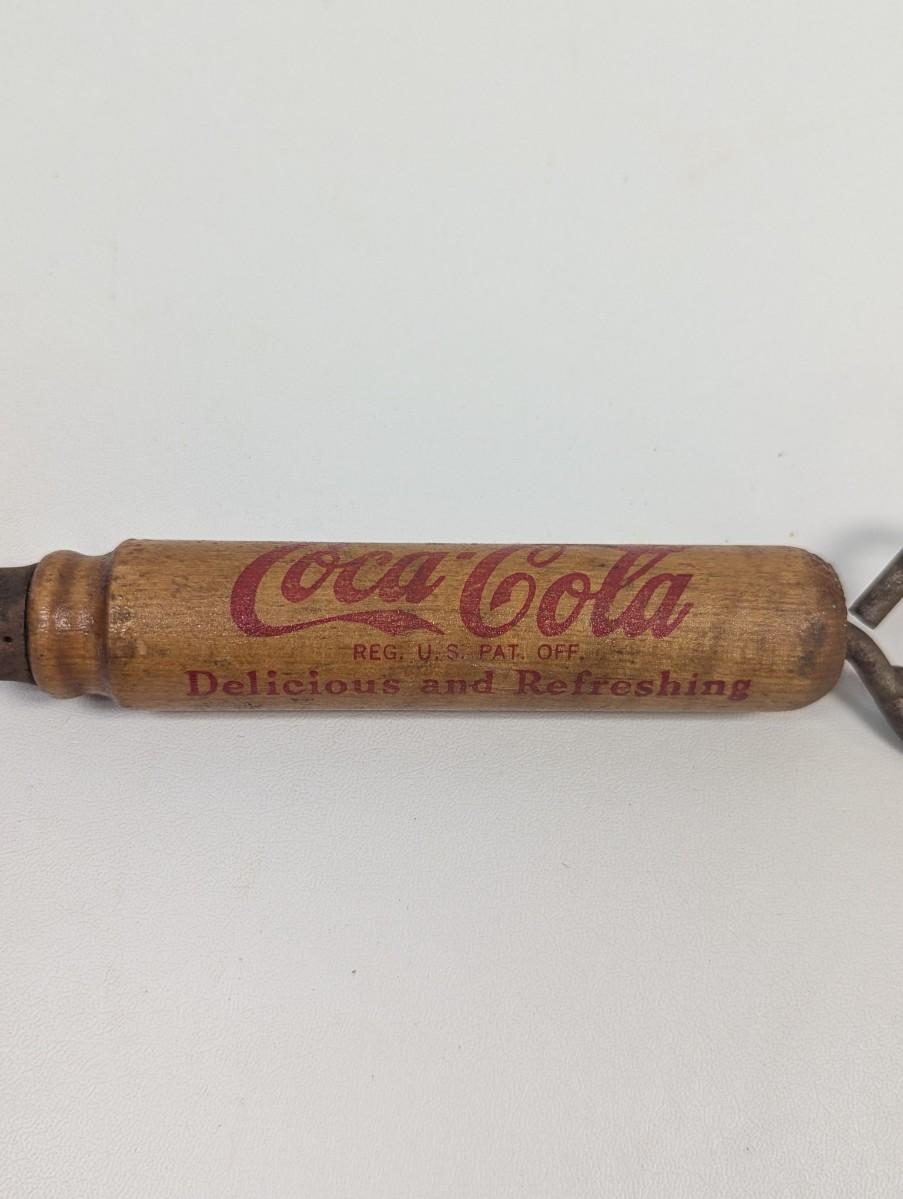 Coca-Cola
REG. U.S. PAT. OFF.
Delicious and Refreshing